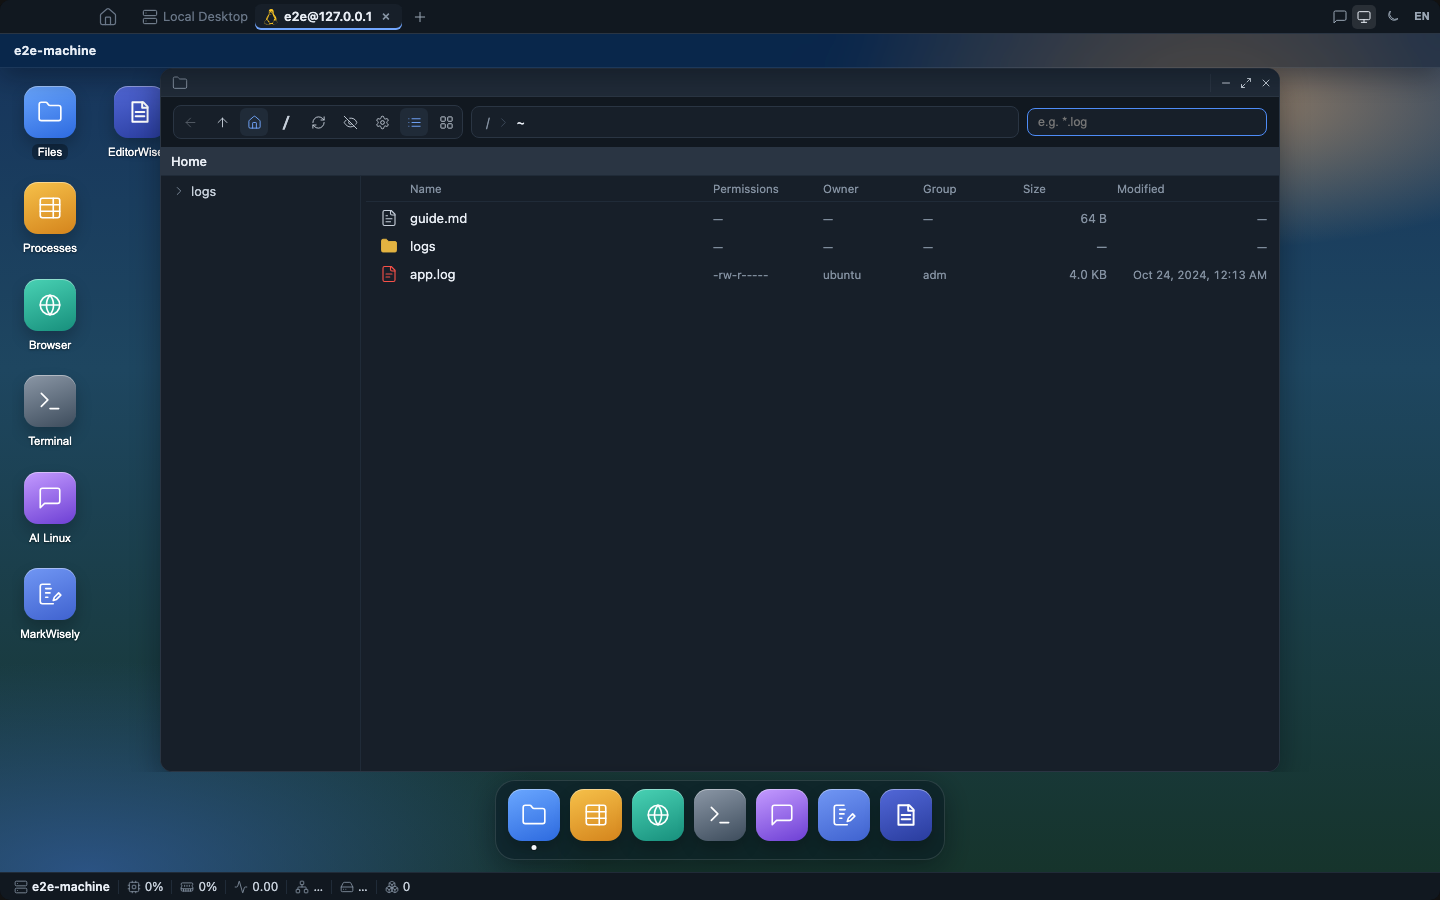 Local Desktop
e2e@127.0.0.1
EN
e2e-machine
Files
EditorWise
Processes
Browser
Terminal
AI Linux
MarkWisely
/ / ~
e.g. *.log
Home
logs
Name Permissions Owner Group Size Modified
guide.md — — — 64 B —
logs — — — — —
app.log -rw-r----- ubuntu adm 4.0 KB Oct 24, 2024, 12:13 AM
e2e-machine 0% 0% 0.00 ... ... 0